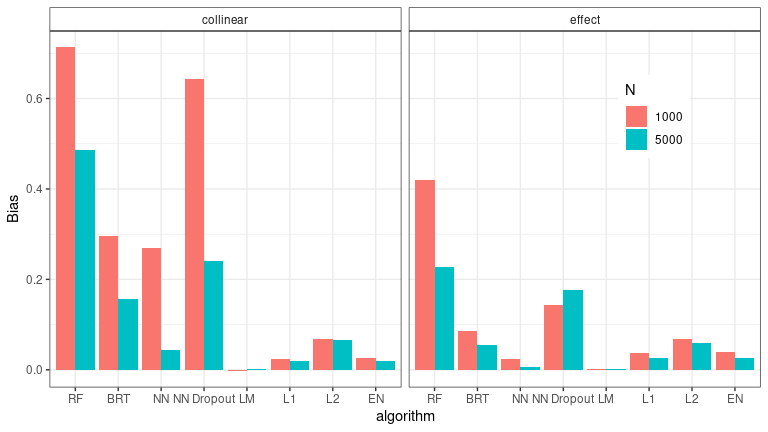 collinear
effect
Bias
0.6
0.4
0.2
0.0
N
1000
5000
RF BRT NN NN Dropout LM L1 L2 EN
RF BRT NN NN Dropout LM L1 L2 EN
algorithm